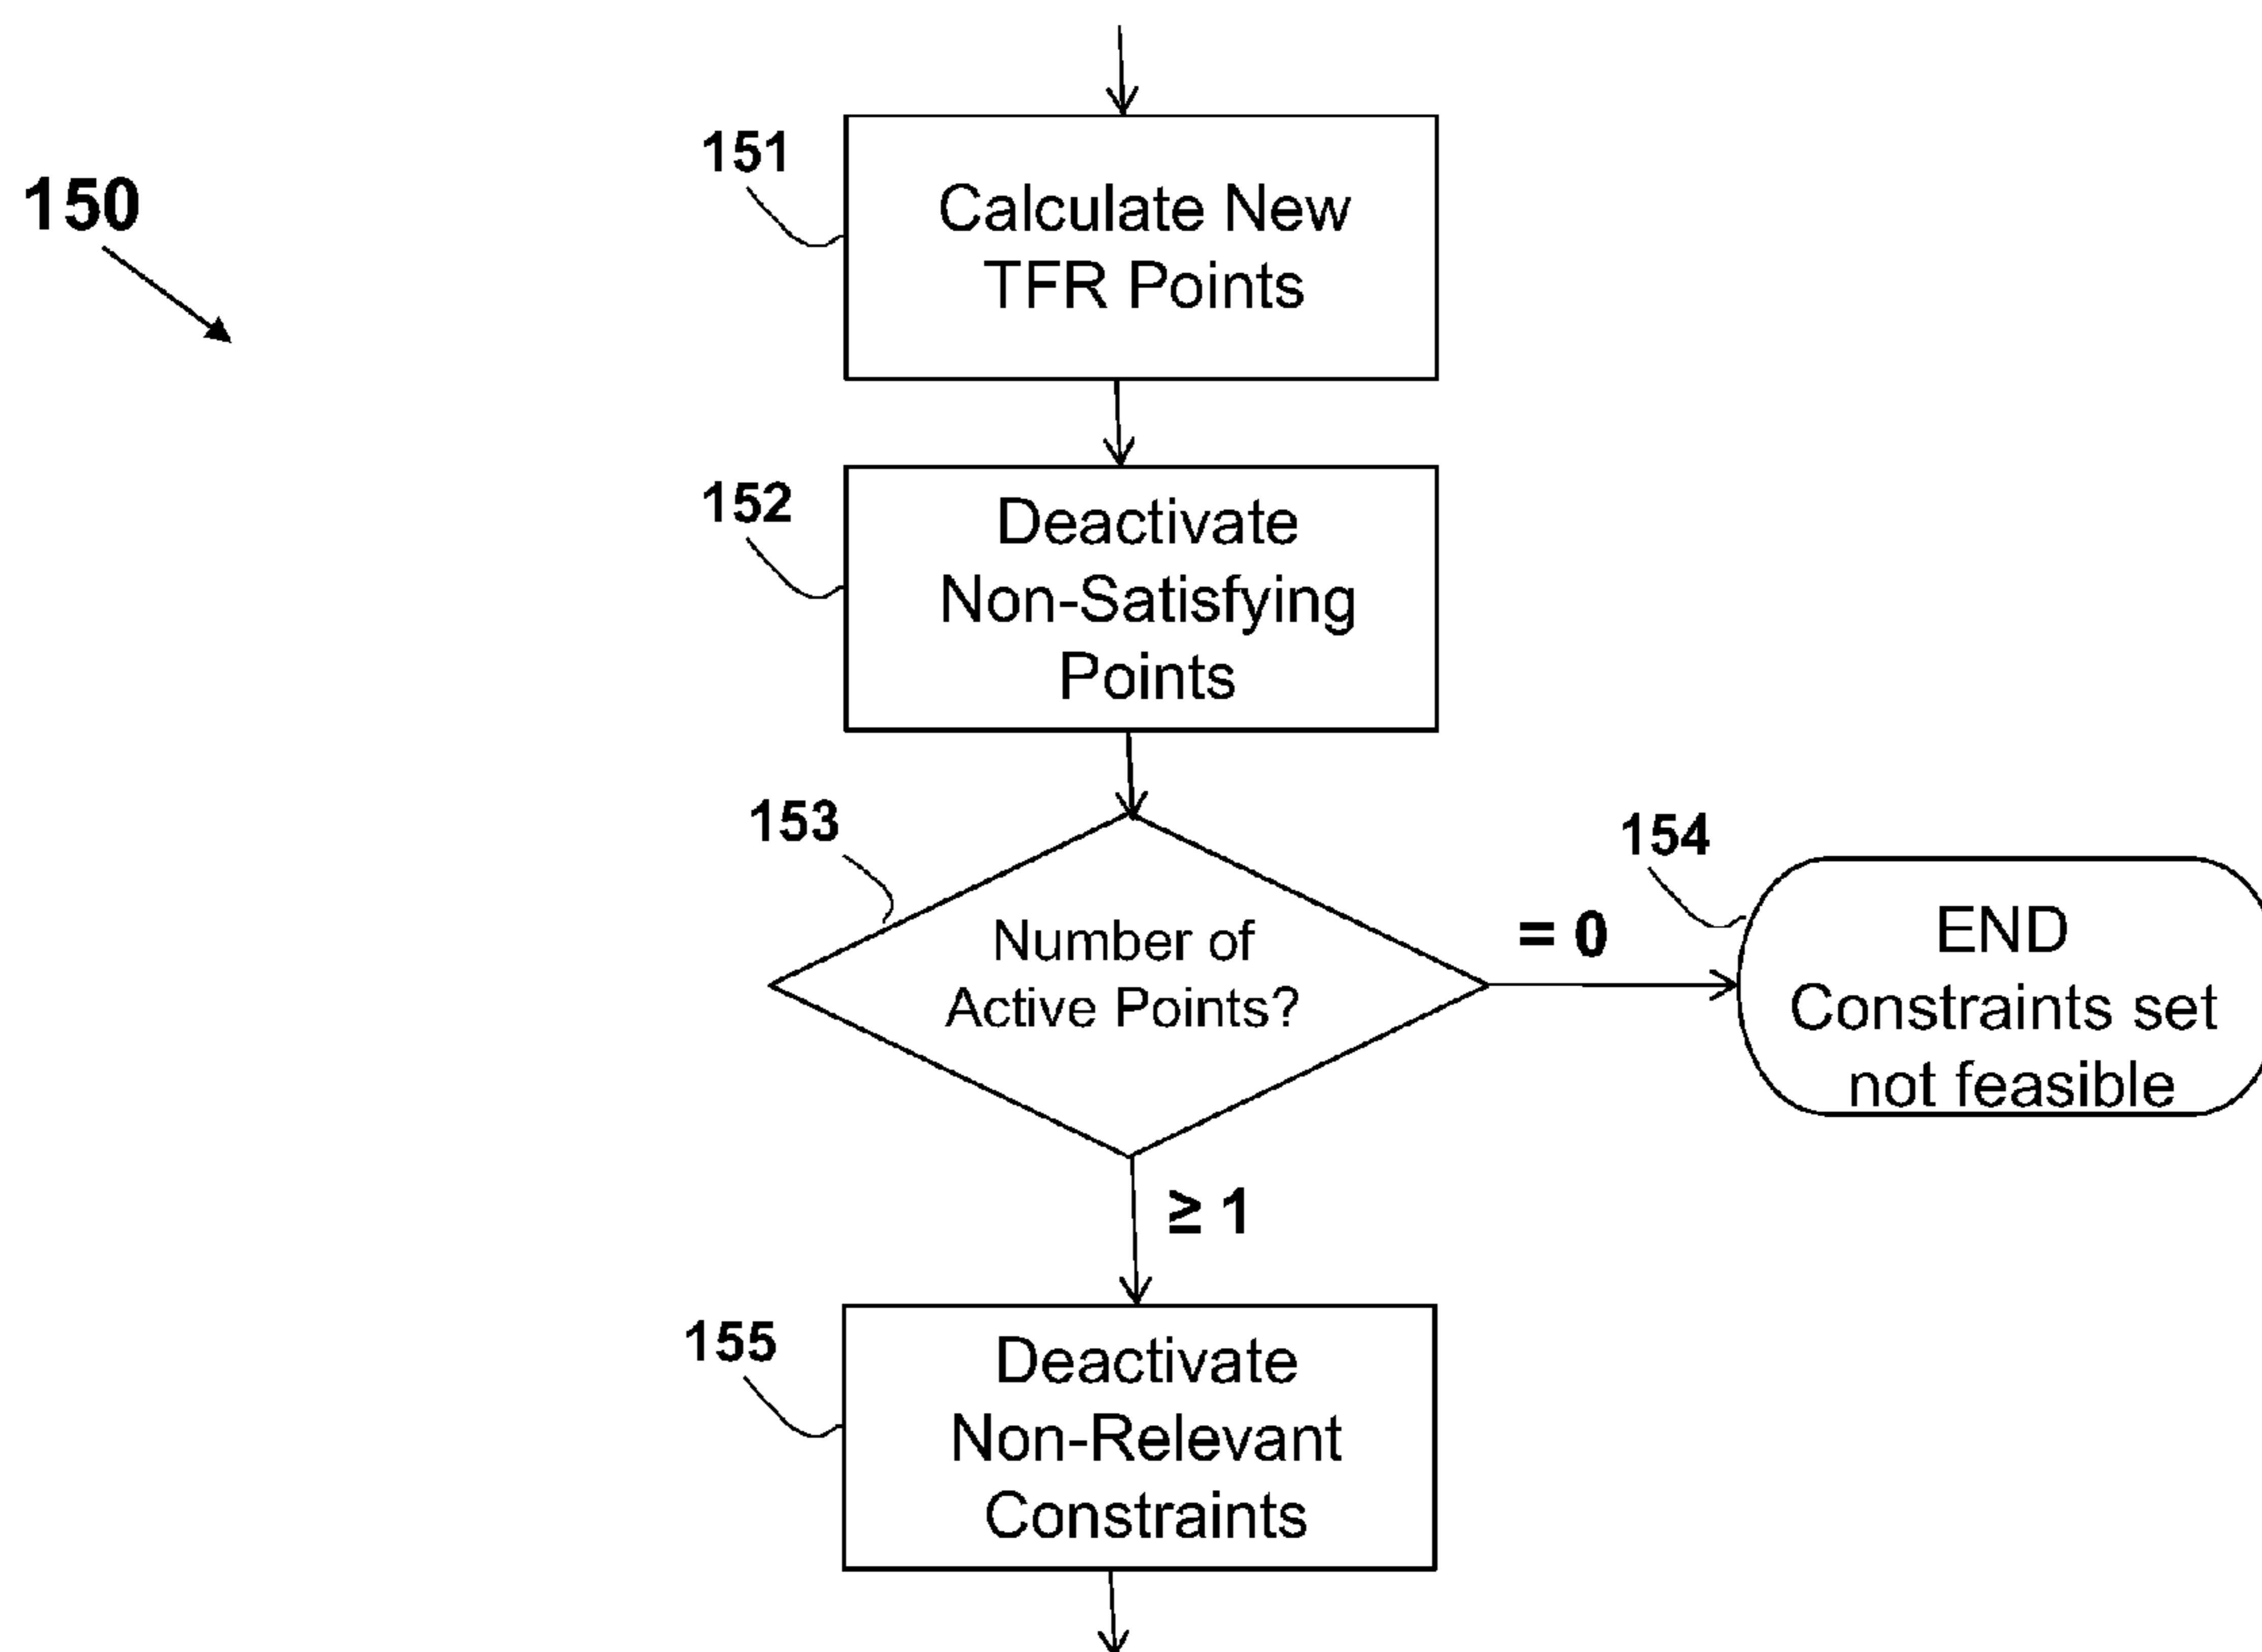 150
151
Calculate New
TFR Points
152
Deactivate
Non-Satisfying
Points
153
Number of
Active Points?
= 0
154
END
Constraints set
not feasible
≥ 1
155
Deactivate
Non-Relevant
Constraints